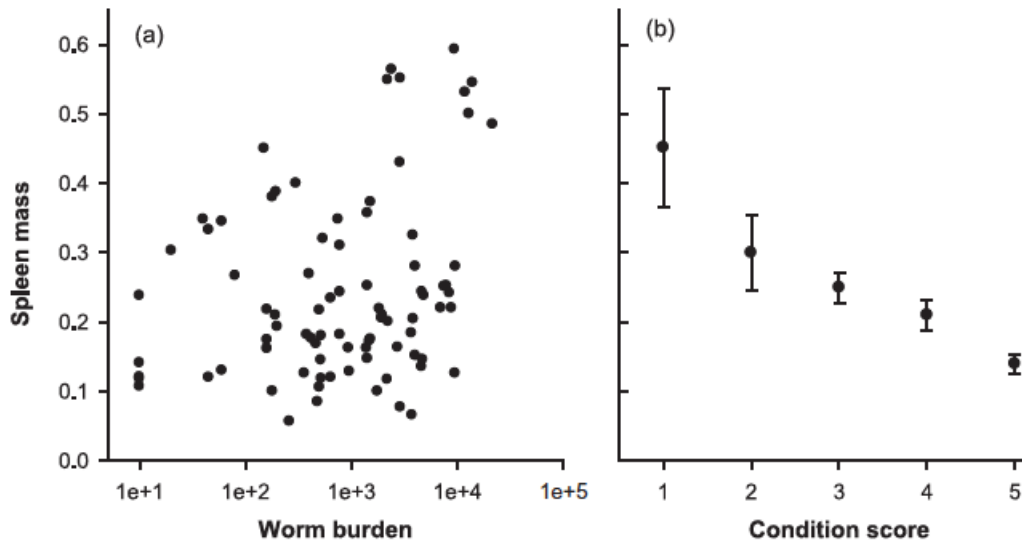 (a)
(b)
Spleen mass
0.6
0.5
0.4
0.3
0.2
0.1
0.0
1e+1 1e+2 1e+3 1e+4 1e+5
Worm burden
1 2 3 4 5
Condition score